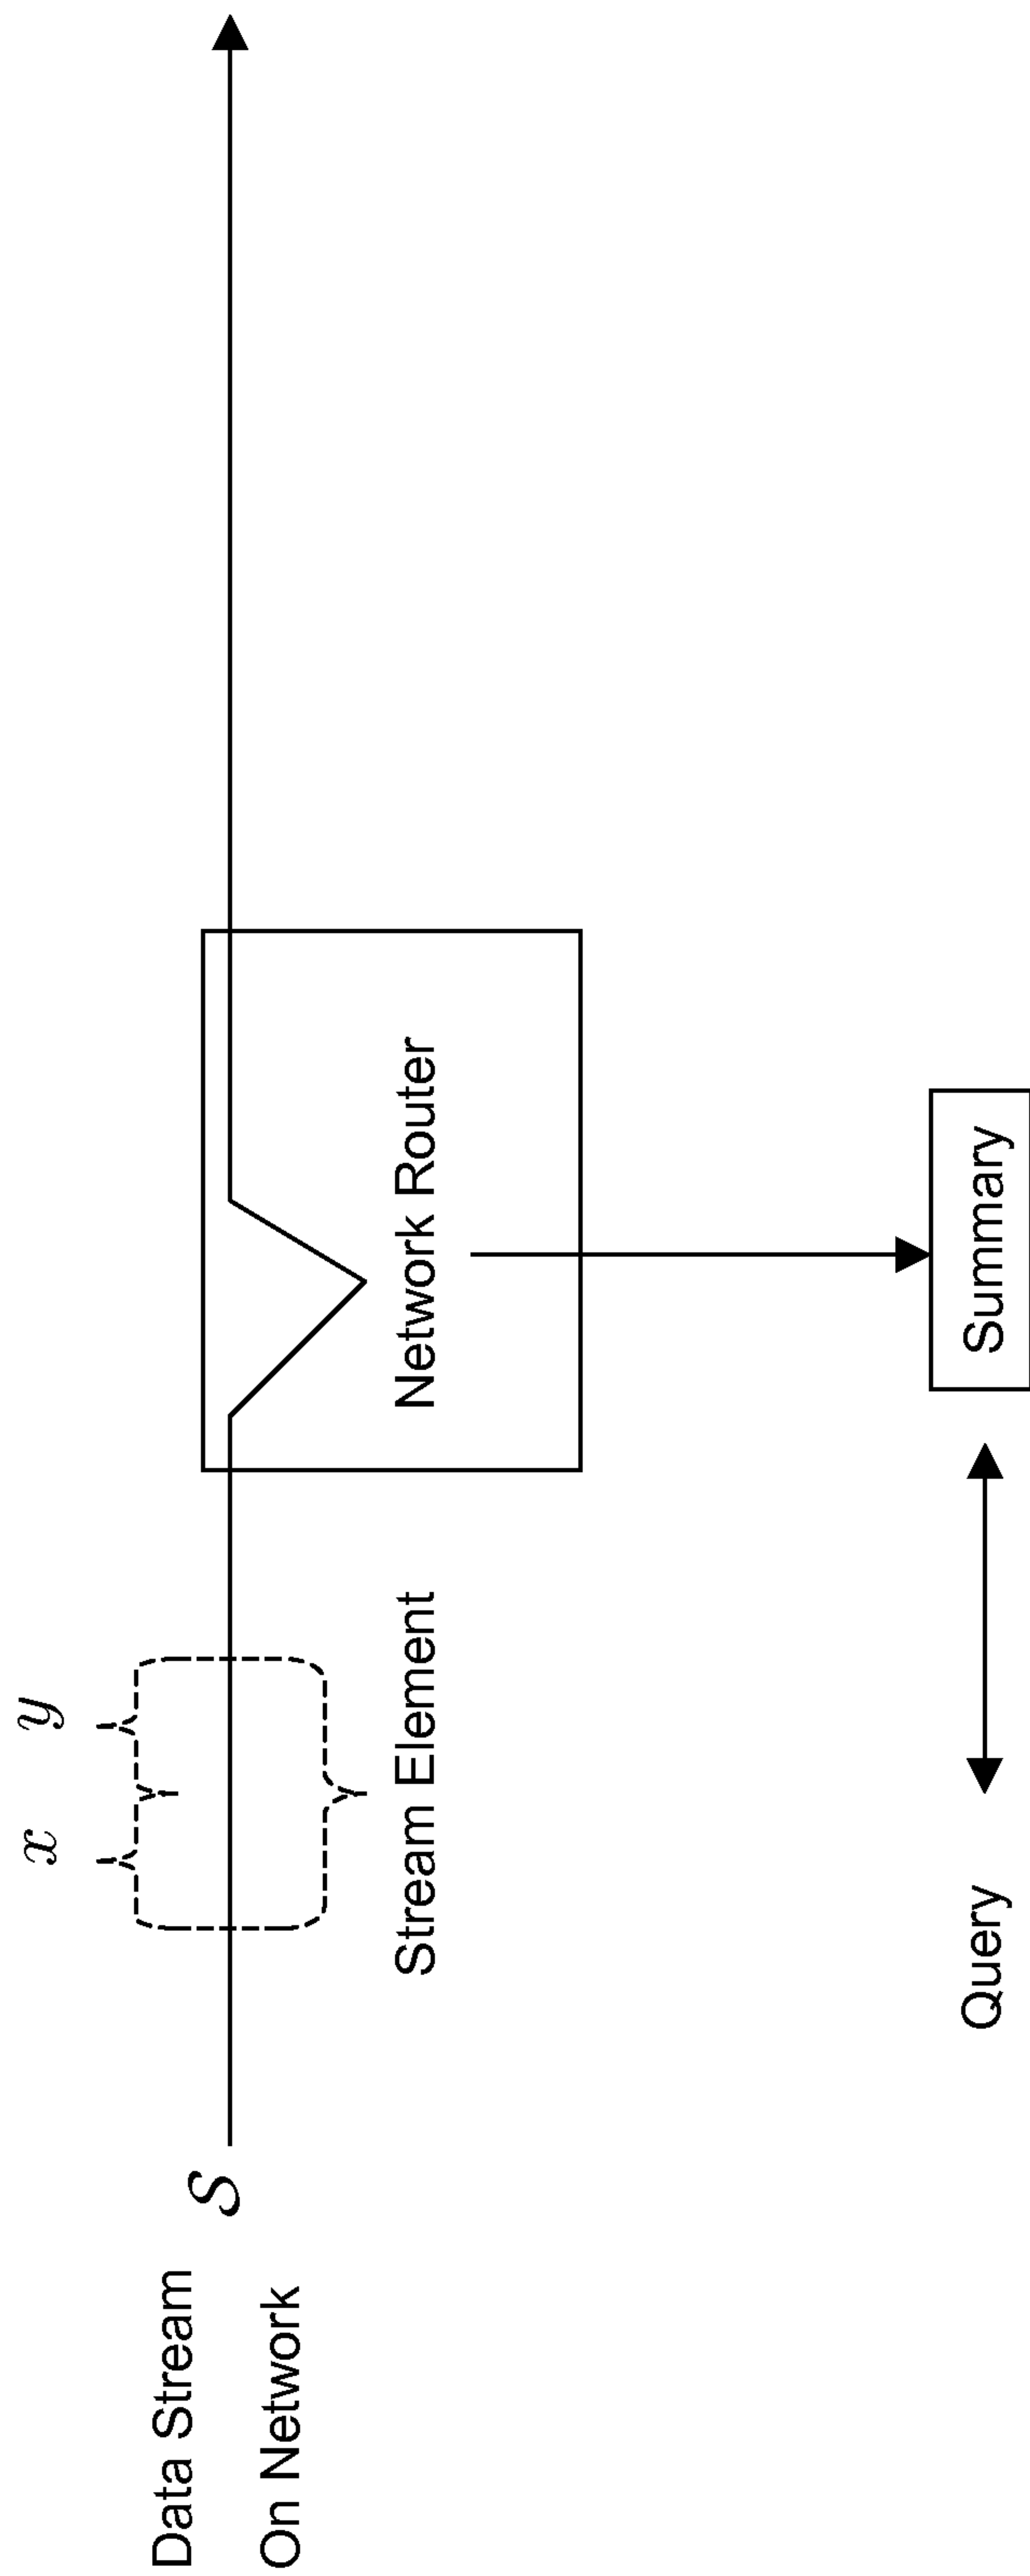 x y
Data Stream
𝒮
On Network
Stream Element
Network Router
Query
Summary